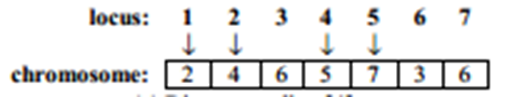 locus: 1 2 3 4 5 6 7
↓ ↓ ↓ ↓
chromosome: 2 4 6 5 7 3 6